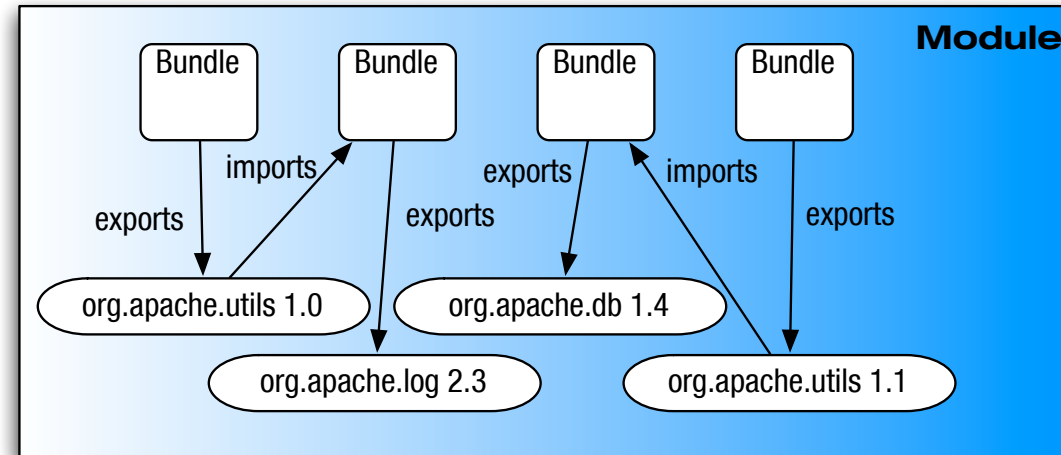 Module
Bundle
Bundle
Bundle
Bundle
imports
exports
imports
exports
exports
exports
org.apache.utils 1.0
org.apache.db 1.4
org.apache.log 2.3
org.apache.utils 1.1